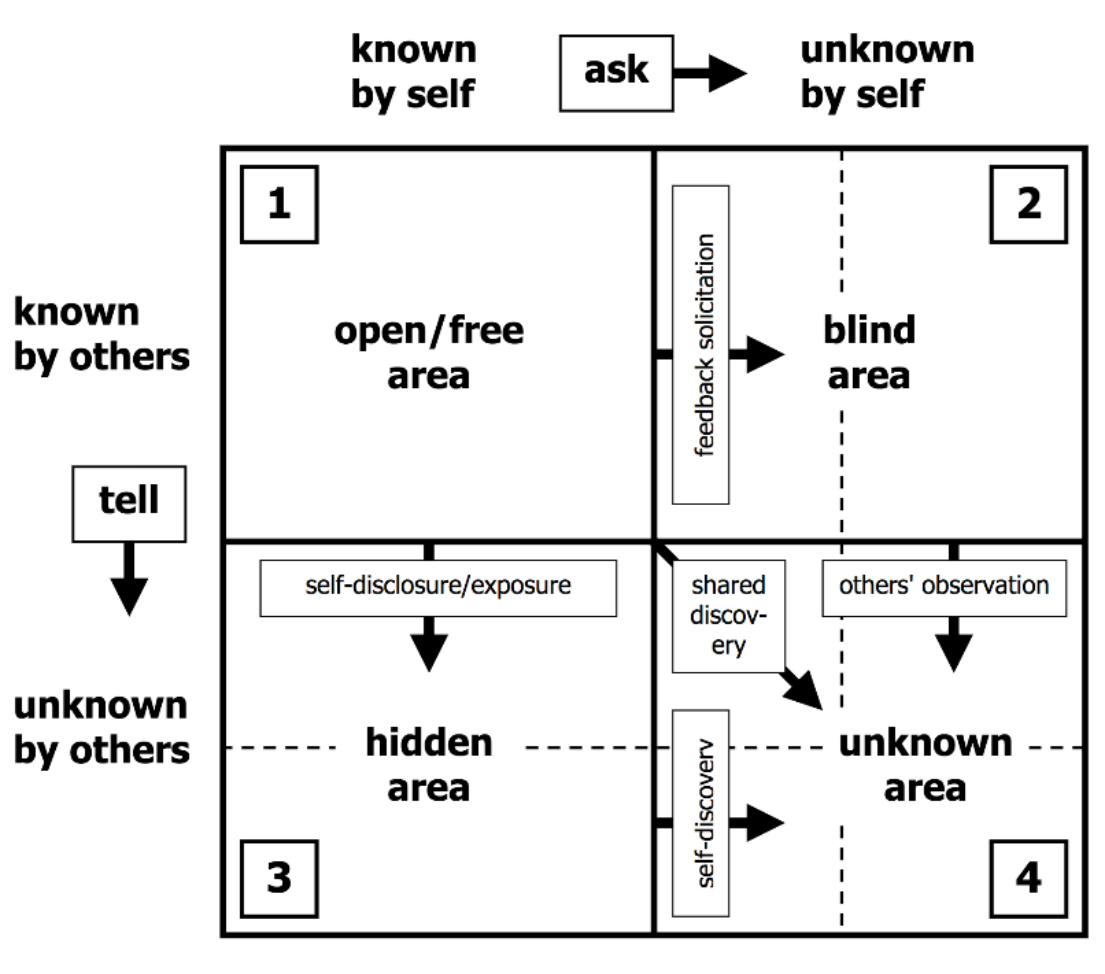 known
by self
ask
unknown
by self
1
2
known
by others
open/free
area
feedback solicitation
blind
area
tell
self-disclosure/exposure
shared
discov-
ery
others' observation
unknown
by others
hidden
area
self-discovery
unknown
area
3
4